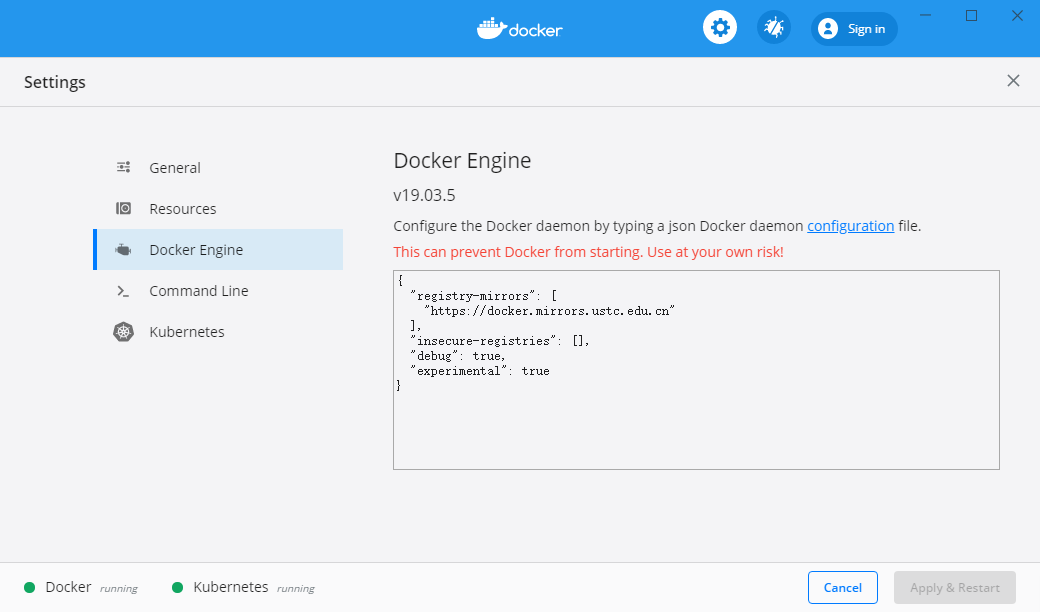 docker
Sign in
Settings
General
Resources
Docker Engine
Command Line
Kubernetes
Docker Engine
v19.03.5
Configure the Docker daemon by typing a json Docker daemon configuration file.
This can prevent Docker from starting. Use at your own risk!
{
  "registry-mirrors": [
    "https://docker.mirrors.ustc.edu.cn"
  ],
  "insecure-registries": [],
  "debug": true,
  "experimental": true
}
Docker running
Kubernetes running
Cancel
Apply & Restart